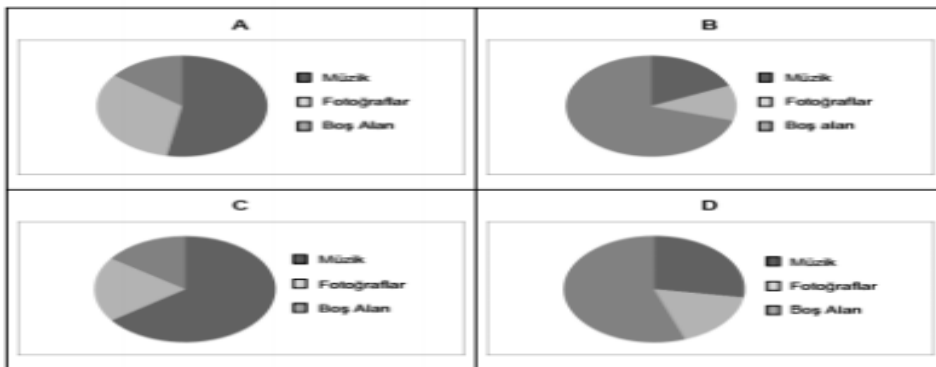 A
Müzik
Fotoğraflar
Boş Alan
B
Müzik
Fotoğraflar
Boş alan
C
Müzik
Fotoğraflar
Boş Alan
D
Müzik
Fotoğraflar
Boş Alan